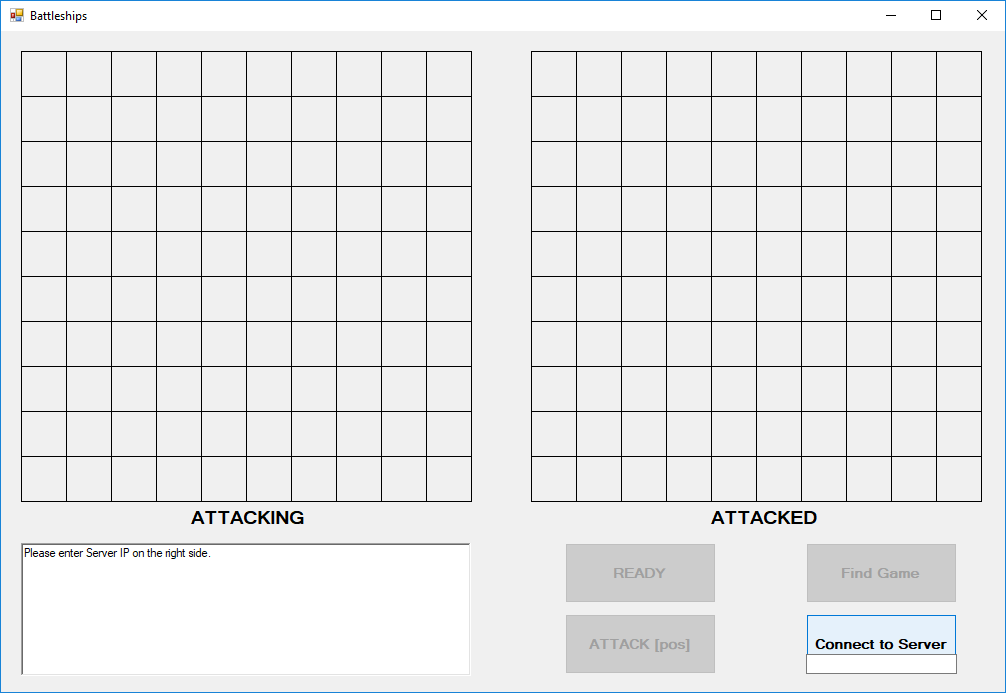 Battleships
ATTACKING
ATTACKED
Please enter Server IP on the right side.
READY
Find Game
ATTACK [pos]
Connect to Server